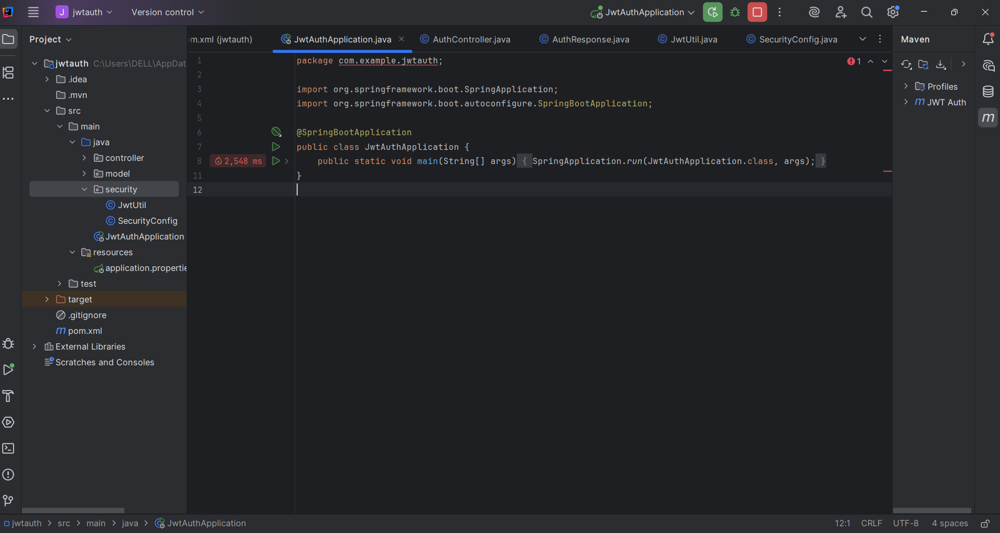 J jwtauth Version control JwtAuthApplication
Project
m.xml (jwtauth) JwtAuthApplication.java AuthController.java AuthResponse.java JwtUtil.java SecurityConfig.java
Maven
jwtauth C:\Users\DELL\AppDat
.idea
.mvn
src
main
java
controller
model
security
JwtUtil
SecurityConfig
JwtAuthApplication
resources
application.propertie
test
target
.gitignore
m pom.xml
External Libraries
Scratches and Consoles
1 package com.example.jwtauth;
2
3 import org.springframework.boot.SpringApplication;
4 import org.springframework.boot.autoconfigure.SpringBootApplication;
5
6 @SpringBootApplication
7 public class JwtAuthApplication {
8 2,548 ms public static void main(String[] args) { SpringApplication.run(JwtAuthApplication.class, args); }
11 }
12
1
Profiles
m JWT Auth
m
jwtauth > src > main > java > JwtAuthApplication
12:1 CRLF UTF-8 4 spaces